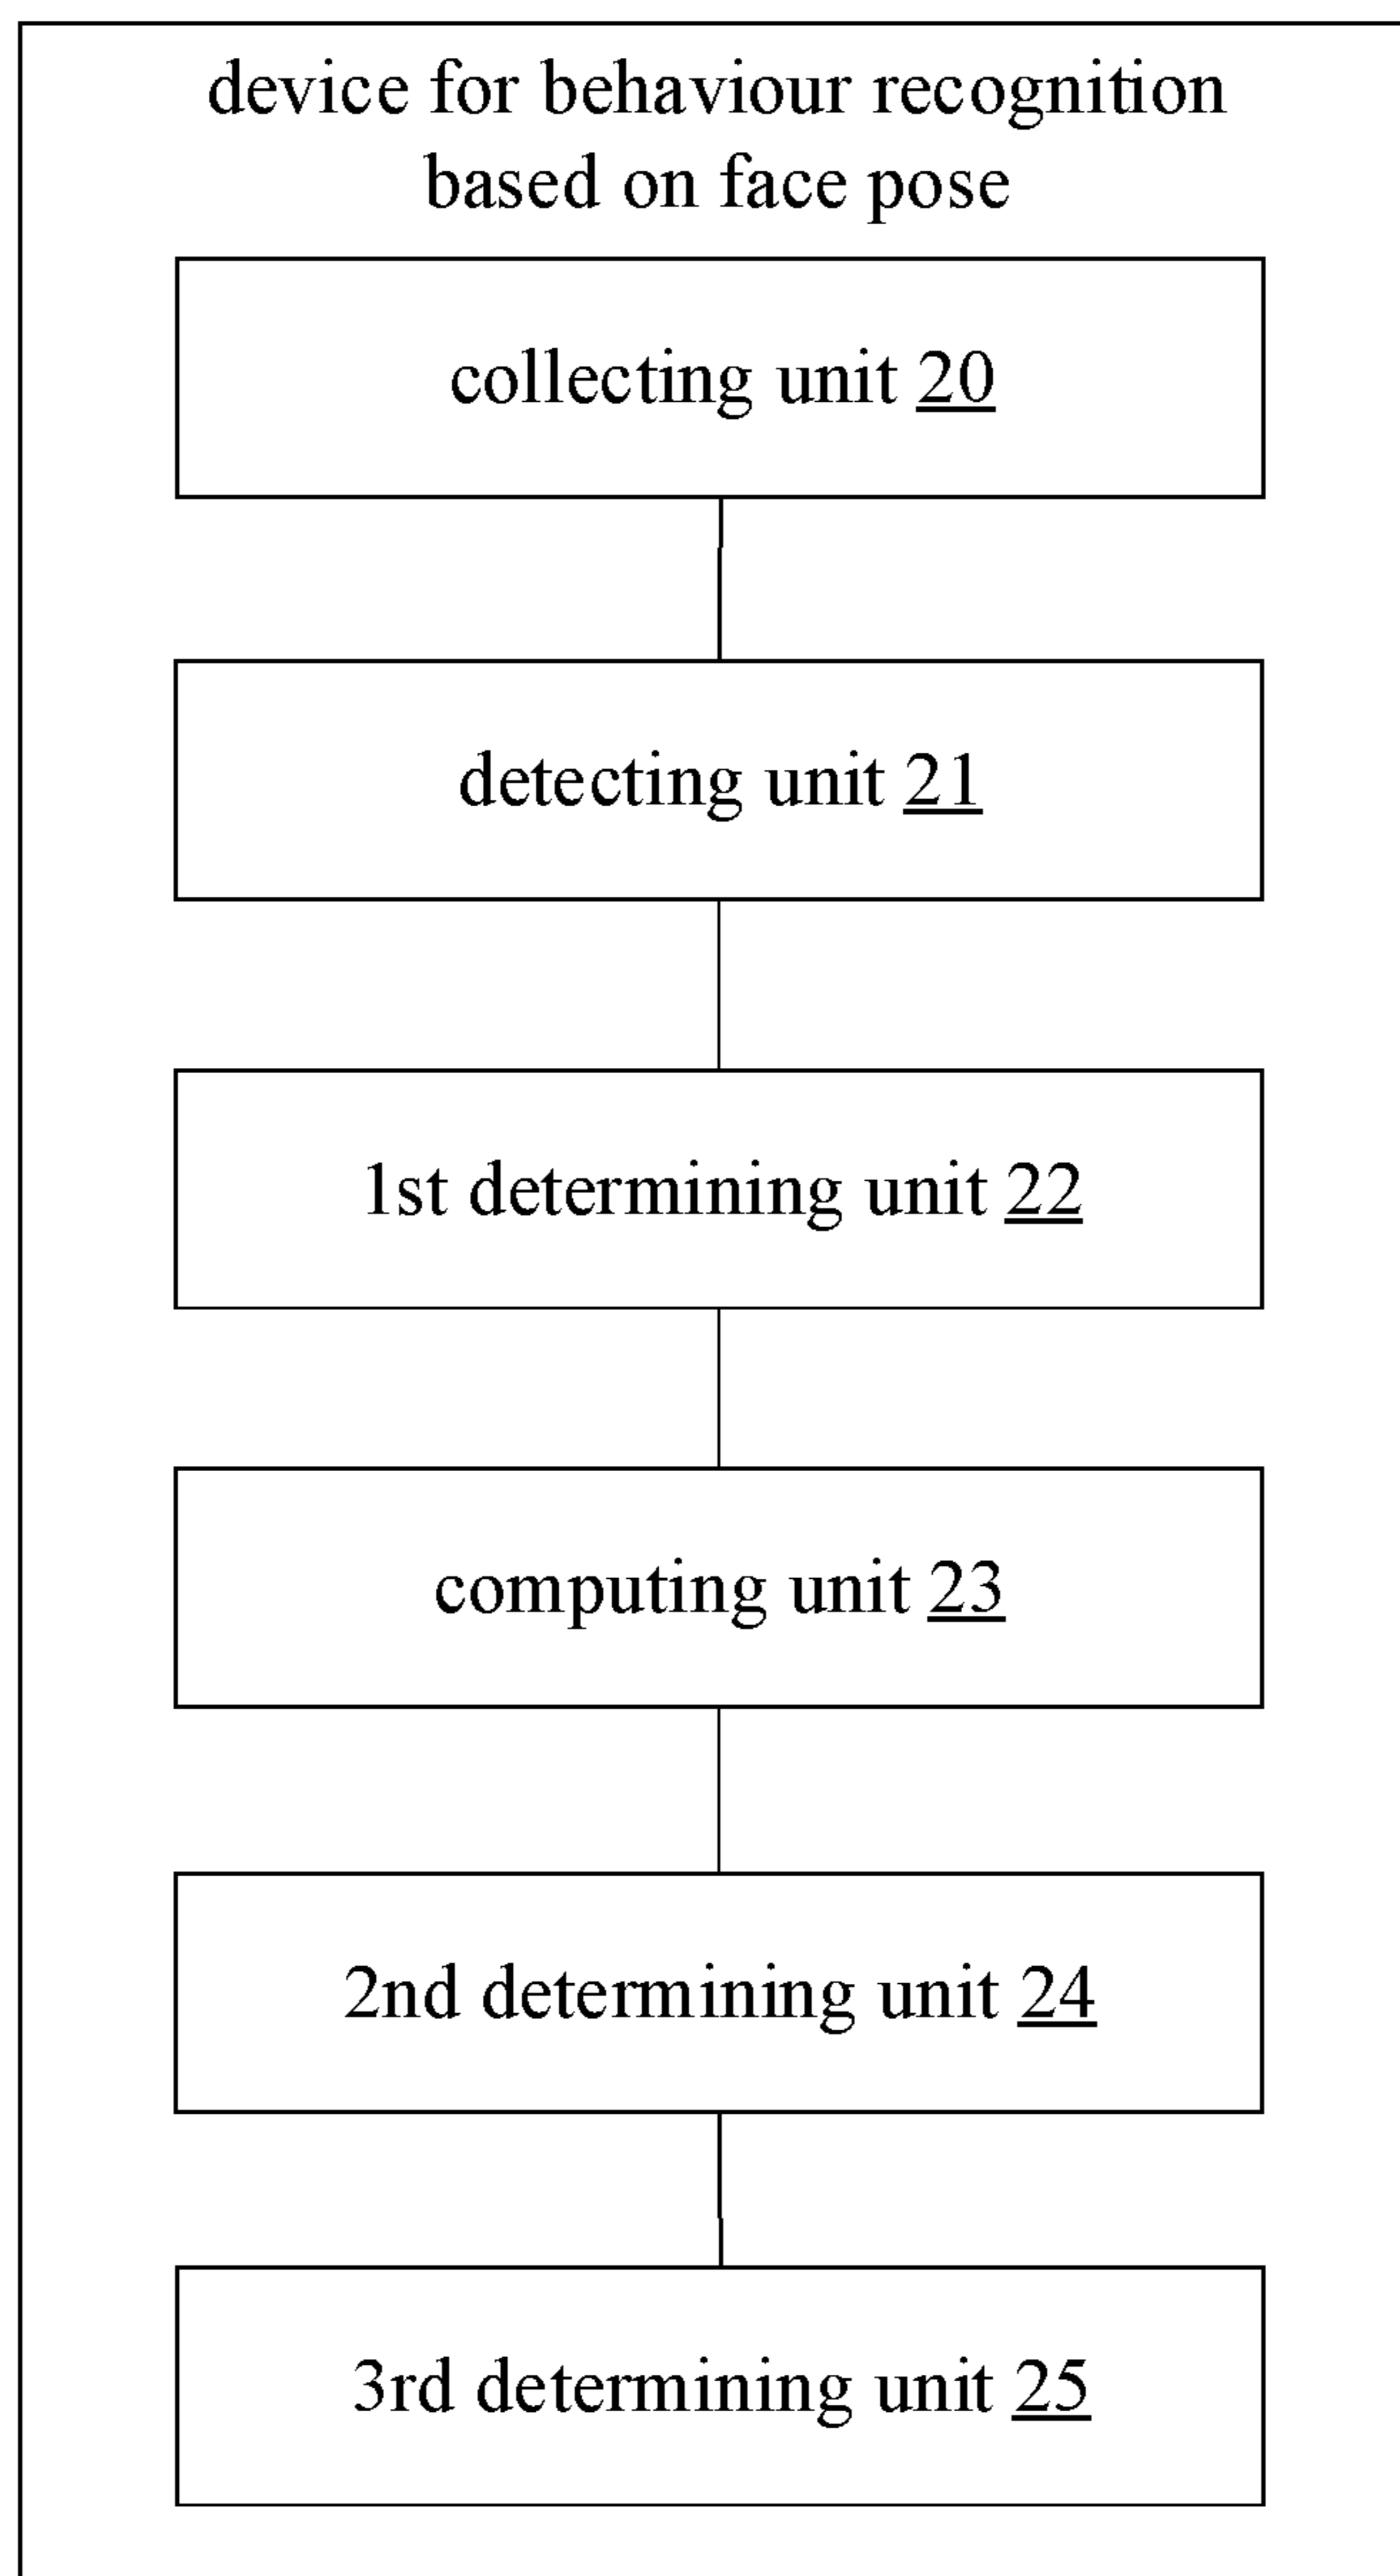 device for behaviour recognition
based on face pose
collecting unit 20
detecting unit 21
1st determining unit 22
computing unit 23
2nd determining unit 24
3rd determining unit 25